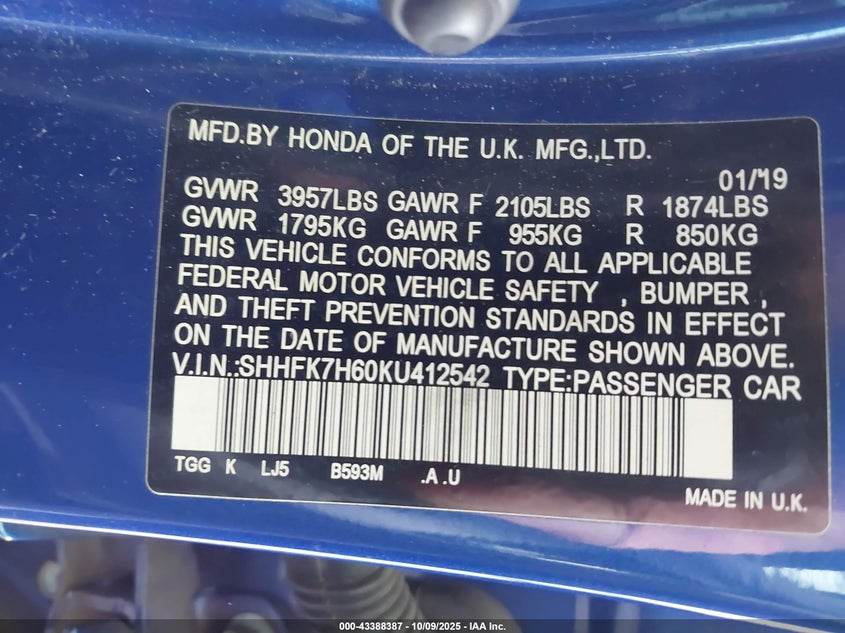 MFD.BY HONDA OF THE U.K. MFG.,LTD.
01/19
GVWR 3957LBS GAWR F 2105LBS R 1874LBS
GVWR 1795KG GAWR F 955KG R 850KG
THIS VEHICLE CONFORMS TO ALL APPLICABLE
FEDERAL MOTOR VEHICLE SAFETY , BUMPER ,
AND THEFT PREVENTION STANDARDS IN EFFECT
ON THE DATE OF MANUFACTURE SHOWN ABOVE.
V.I.N.:SHHFK7H60KU412542 TYPE:PASSENGER CAR
TGG K LJ5 B593M .A .U
MADE IN U.K.
000-43388387 - 10/09/2025 - IAA Inc.